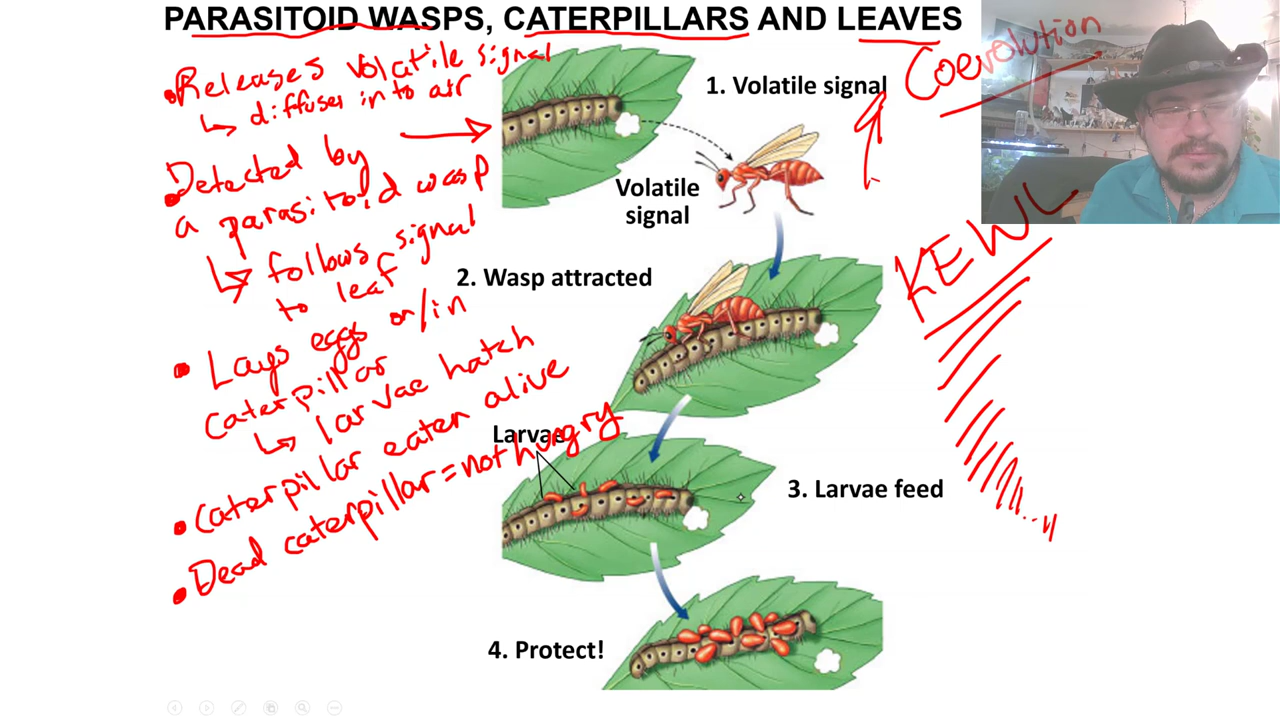 PARASITOID WASPS, CATERPILLARS AND LEAVES
• Releases volatile signal
↳ diffuses into air
• Detected by
a parasitoid wasp
↳ follows signal
to leaf
• Lays eggs on/in
caterpillar
↳ larvae hatch
• Caterpillar eaten alive
• Dead caterpillar = not hungry
1. Volatile signal
Volatile
signal
Coevolution
KEWL
2. Wasp attracted
Larvae
3. Larvae feed
4. Protect!